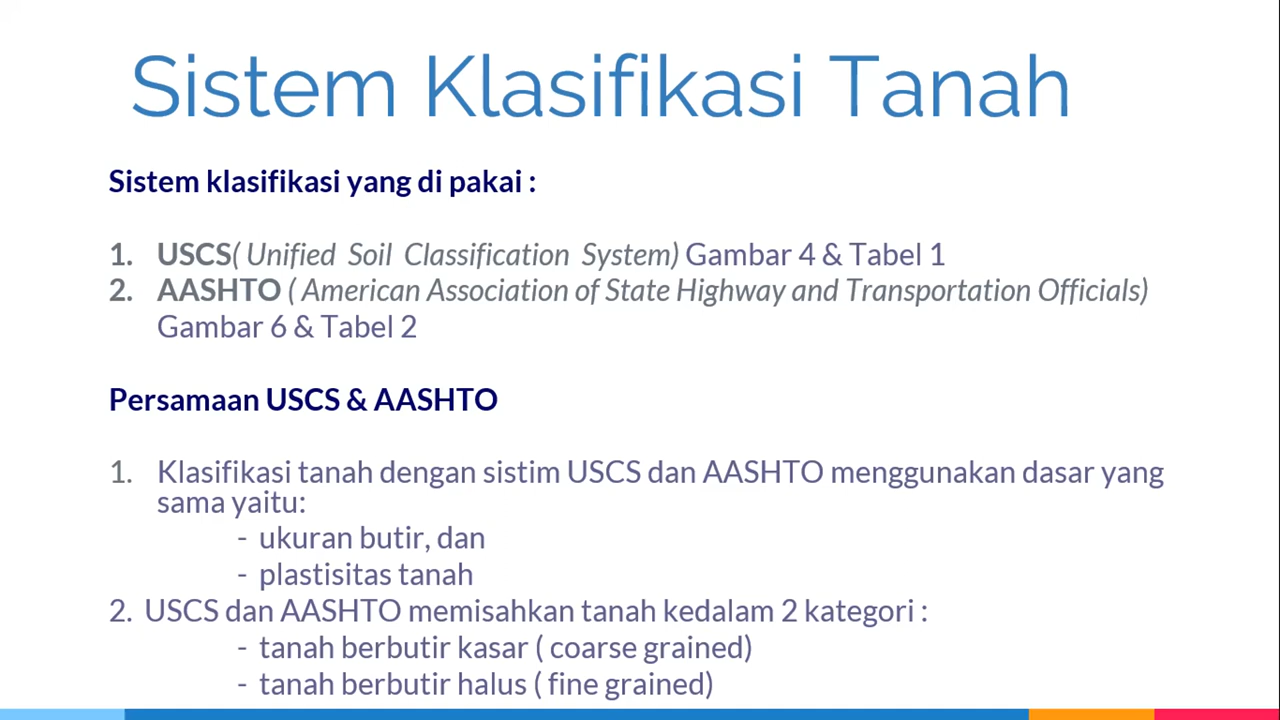 Sistem Klasifikasi Tanah
Sistem klasifikasi yang di pakai :
1. USCS( Unified Soil Classification System) Gambar 4 & Tabel 1
2. AASHTO ( American Association of State Highway and Transportation Officials)
Gambar 6 & Tabel 2
Persamaan USCS & AASHTO
1. Klasifikasi tanah dengan sistim USCS dan AASHTO menggunakan dasar yang
sama yaitu:
- ukuran butir, dan
- plastisitas tanah
2. USCS dan AASHTO memisahkan tanah kedalam 2 kategori :
- tanah berbutir kasar ( coarse grained)
- tanah berbutir halus ( fine grained)